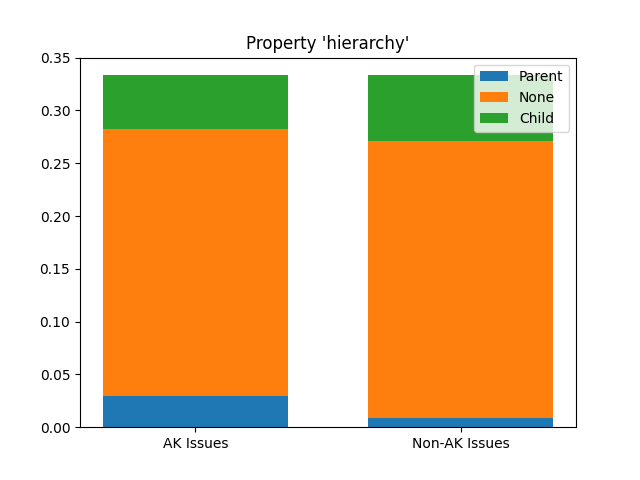 Property 'hierarchy'
0.35
0.30
0.25
0.20
0.15
0.10
0.05
0.00
Parent
None
Child
AK Issues
Non-AK Issues